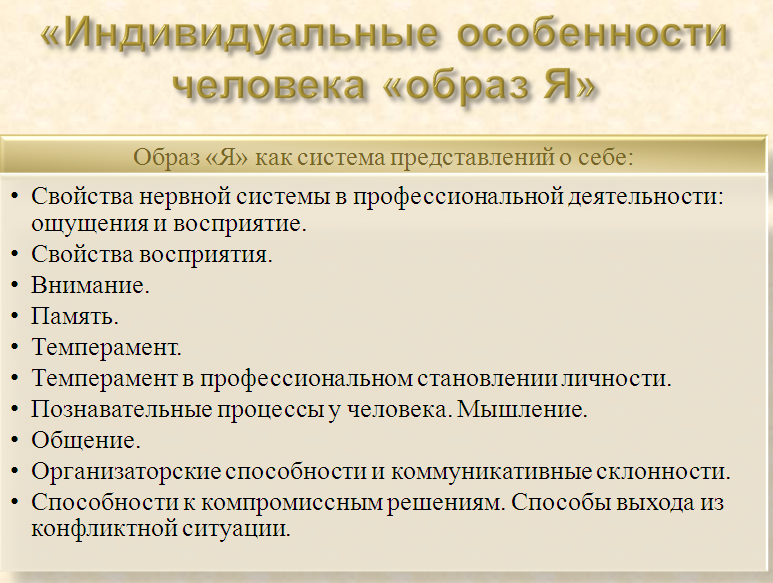 «Индивидуальные особенности
человека «образ Я»
Образ «Я» как система представлений о себе:
• Свойства нервной системы в профессиональной деятельности:
ощущения и восприятие.
• Свойства восприятия.
• Внимание.
• Память.
• Темперамент.
• Темперамент в профессиональном становлении личности.
• Познавательные процессы у человека. Мышление.
• Общение.
• Организаторские способности и коммуникативные склонности.
• Способности к компромиссным решениям. Способы выхода из
конфликтной ситуации.